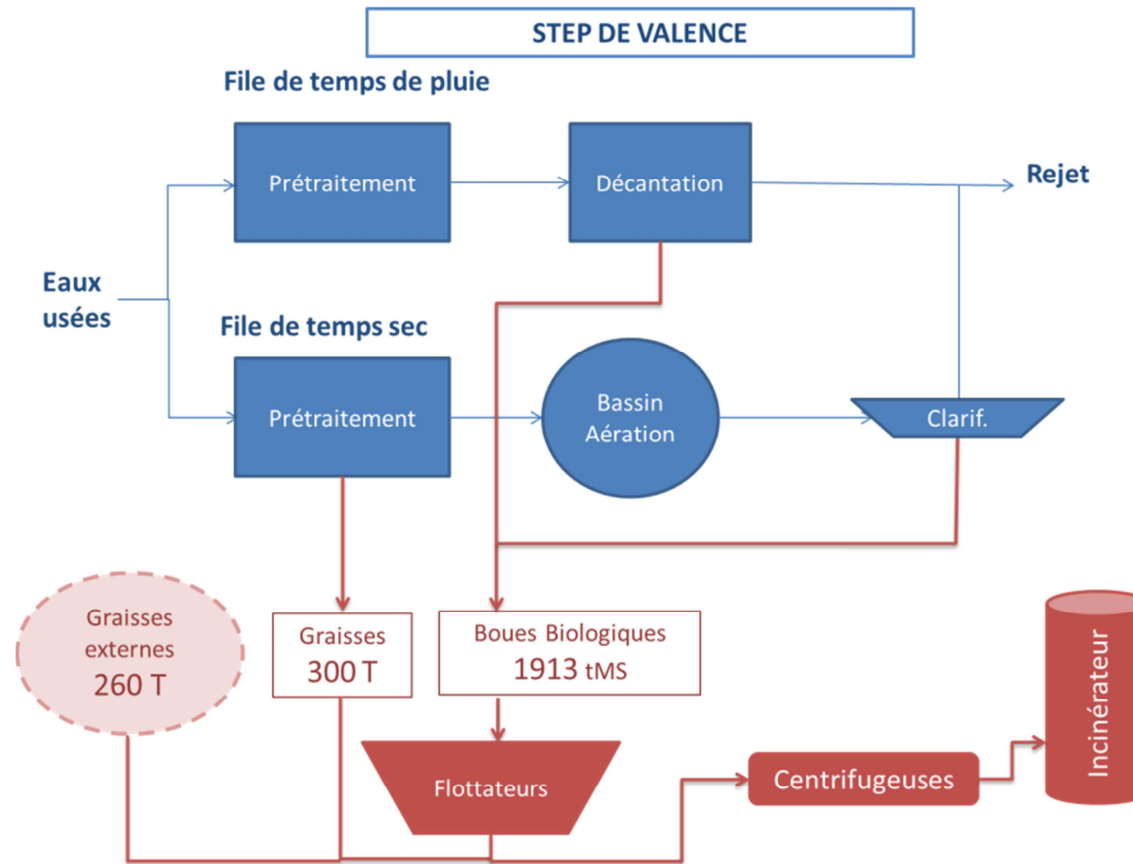 STEP DE VALENCE
File de temps de pluie
Prétraitement
Décantation
Rejet
Eaux
usées
File de temps sec
Prétraitement
Bassin
Aération
Clarif.
Graisses
externes
260 T
Graisses
300 T
Boues Biologiques
1913 tMS
Flottateurs
Centrifugeuses
Incinérateur